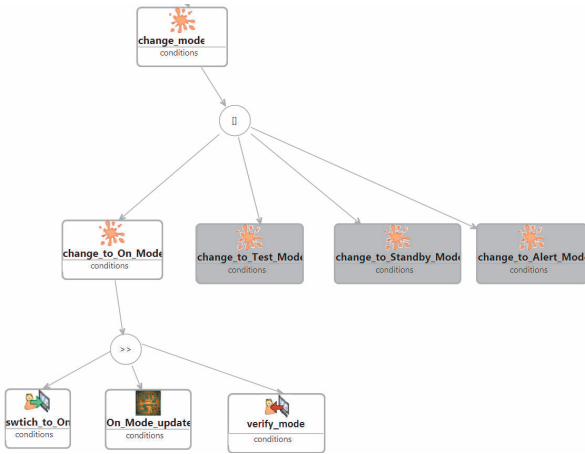 change_mode
conditions
[]
change_to_On_Mode
conditions
change_to_Test_Mode
conditions
change_to_Standby_Mode
conditions
change_to_Alert_Mode
conditions
>>
swtich_to_On
conditions
On_Mode_update
conditions
verify_mode
conditions